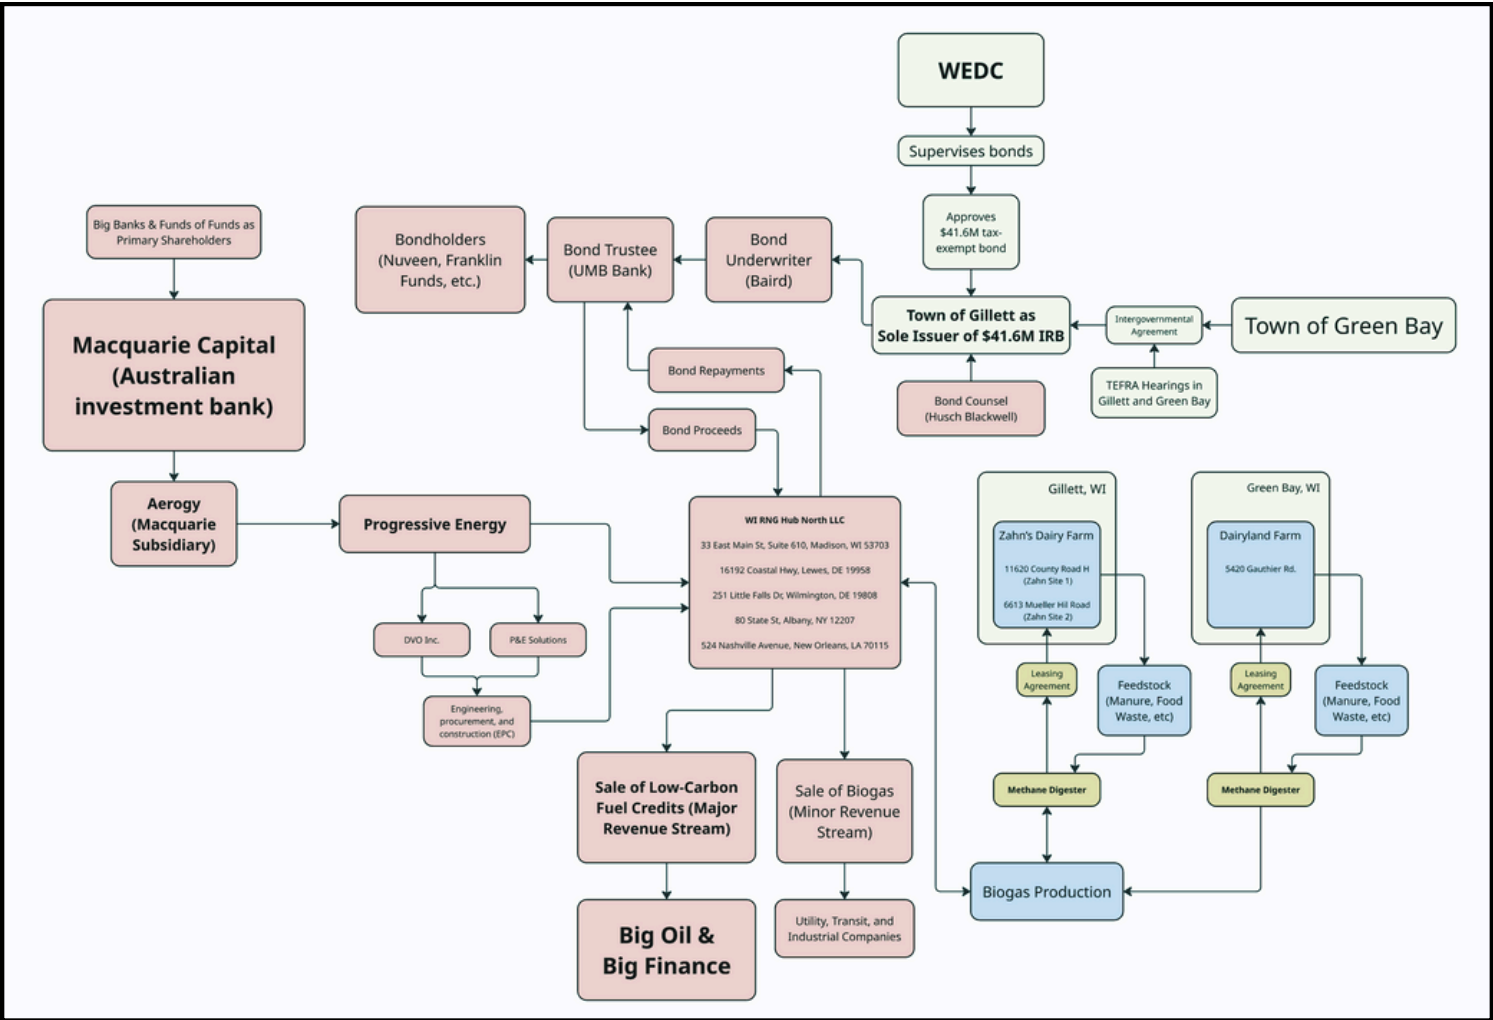 WEDC
Supervises bonds
Approves
$41.6M tax-
exempt bond
Big Banks & Funds of Funds as
Primary Shareholders
Bondholders
(Nuveen, Franklin
Funds, etc.)
Bond Trustee
(UMB Bank)
Bond
Underwriter
(Baird)
Town of Gillett as
Sole Issuer of $41.6M IRB
Intergovernmental
Agreement
Town of Green Bay
Macquarie Capital
(Australian
investment bank)
Bond Repayments
Bond Counsel
(Husch Blackwell)
TEFRA Hearings in
Gillett and Green Bay
Bond Proceeds
Aerogy
(Macquarie
Subsidiary)
Progressive Energy
WI RNG Hub North LLC
33 East Main St, Suite 610, Madison, WI 53703
16192 Coastal Hwy, Lewes, DE 19958
251 Little Falls Dr, Wilmington, DE 19808
80 State St, Albany, NY 12207
524 Nashville Avenue, New Orleans, LA 70115
Gillett, WI
Zahn's Dairy Farm
11620 County Road H
(Zahn Site 1)
6613 Mueller Hil Road
(Zahn Site 2)
Green Bay, WI
Dairyland Farm
5420 Gauthier Rd.
DVO Inc.
P&E Solutions
Engineering,
procurement, and
construction (EPC)
Leasing
Agreement
Feedstock
(Manure, Food
Waste, etc)
Leasing
Agreement
Feedstock
(Manure, Food
Waste, etc)
Sale of Low-Carbon
Fuel Credits (Major
Revenue Stream)
Sale of Biogas
(Minor Revenue
Stream)
Methane Digester
Methane Digester
Biogas Production
Big Oil &
Big Finance
Utility, Transit, and
Industrial Companies